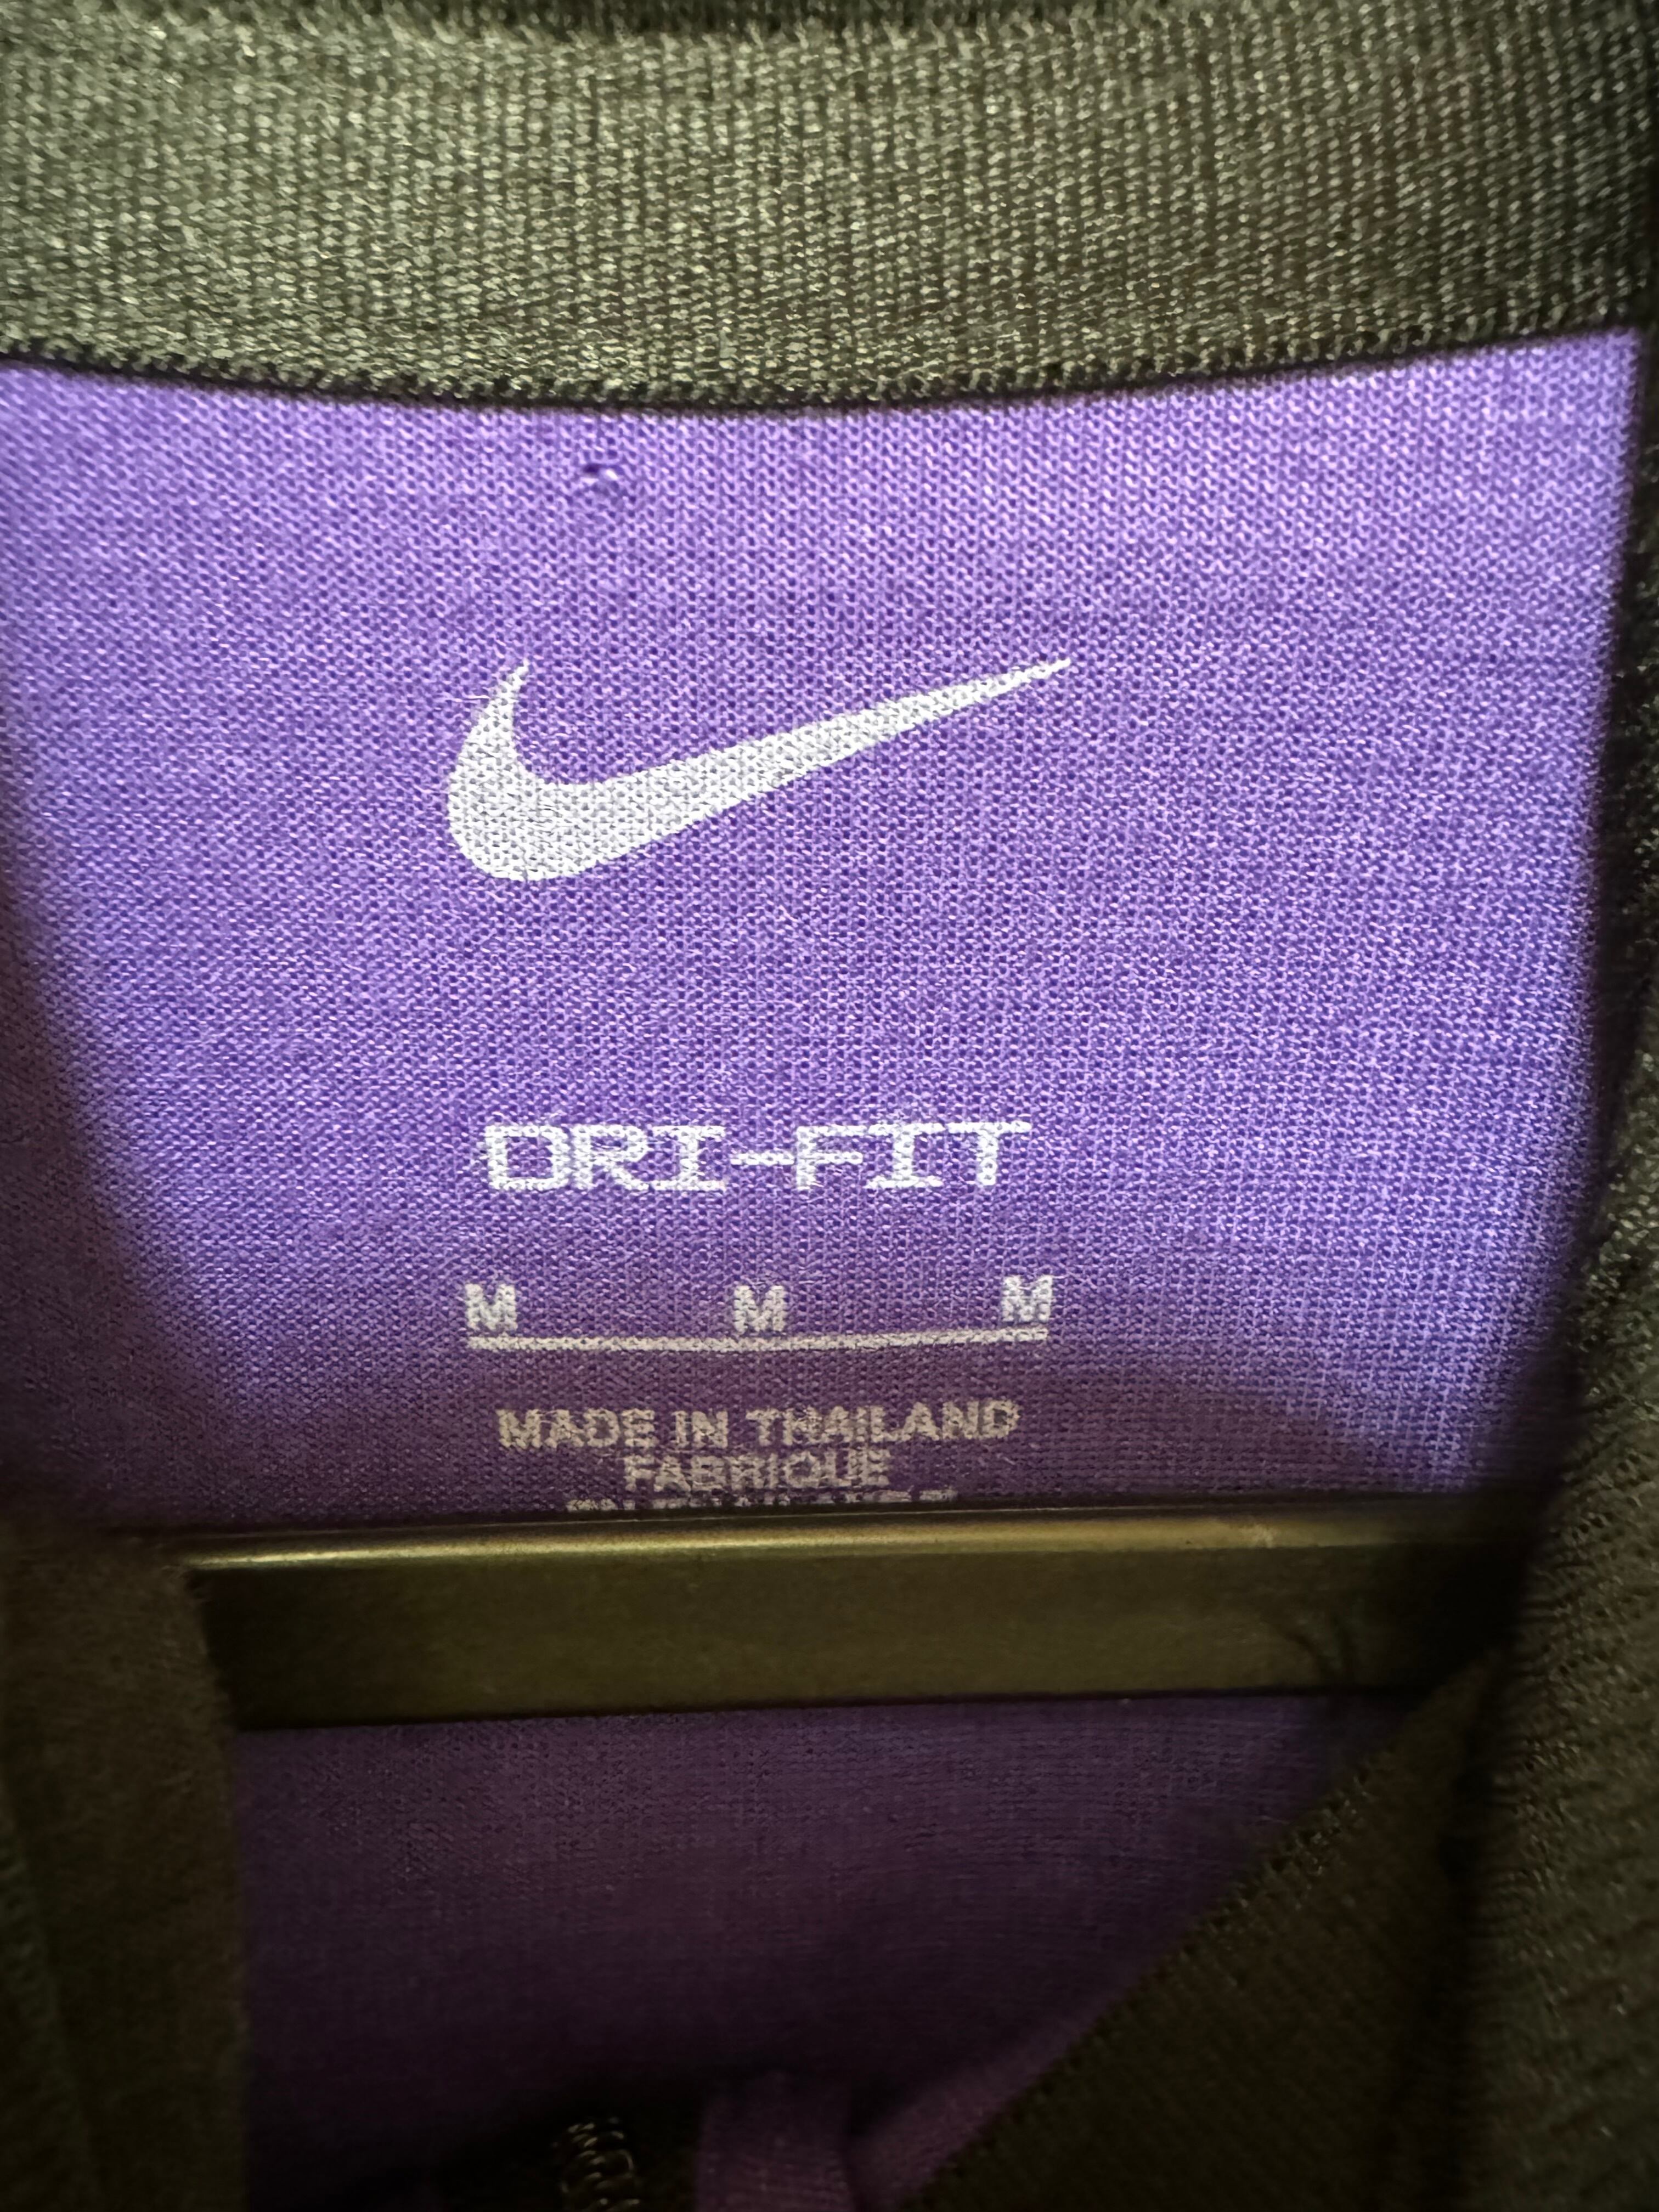 DRI-FIT
M M M
MADE IN THAILAND
FABRIQUE